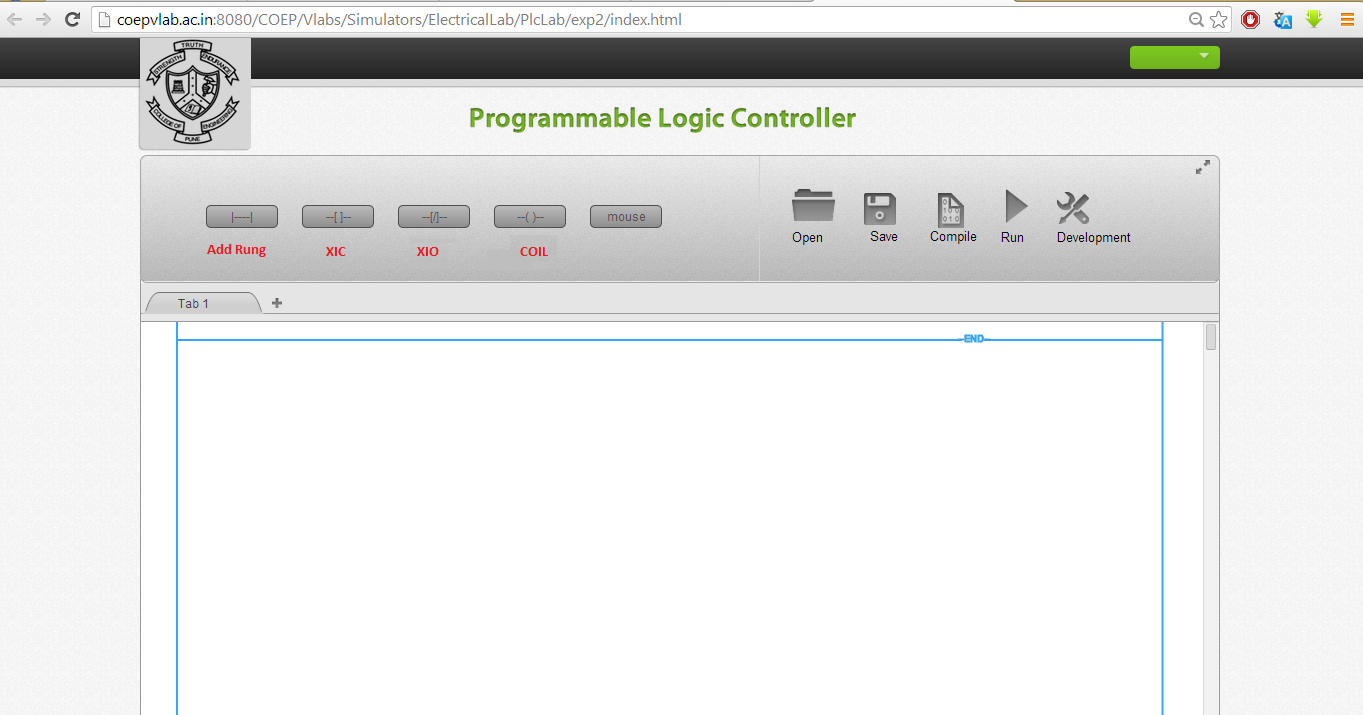 coepvlab.ac.in:8080/COEP/Vlabs/Simulators/ElectricalLab/PlcLab/exp2/index.html
TRUTH
STRENGTH
ENDURANCE
COLLEGE OF
ENGINEERING
PUNE
Programmable Logic Controller
|----| --[ ]-- --[/]-- --( )-- mouse
Add Rung XIC XIO COIL
Open Save Compile Run Development
Tab 1 +
END